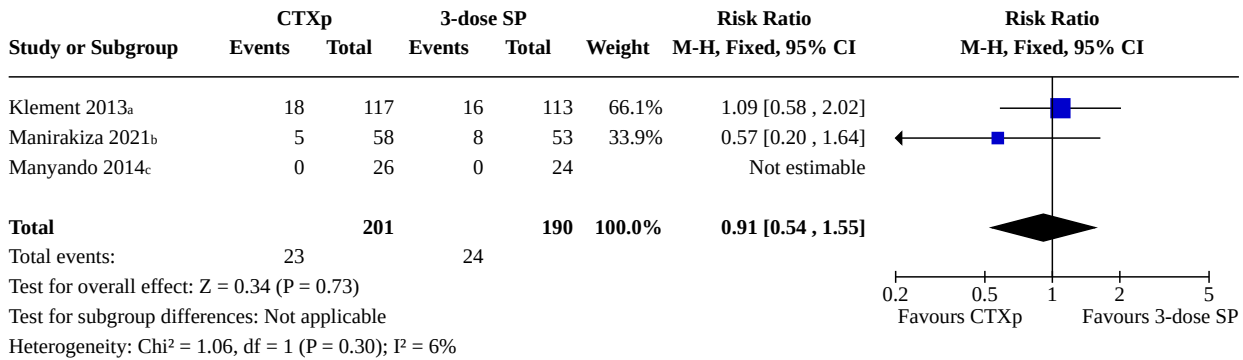 CTXp 3-dose SP Risk Ratio Risk Ratio
Study or Subgroup Events Total Events Total Weight M-H, Fixed, 95% CI M-H, Fixed, 95% CI
Klement 2013a 18 117 16 113 66.1% 1.09 [0.58 , 2.02]
Manirakiza 2021b 5 58 8 53 33.9% 0.57 [0.20 , 1.64]
Manyando 2014c 0 26 0 24 Not estimable
Total 201 190 100.0% 0.91 [0.54 , 1.55]
Total events: 23 24
Test for overall effect: Z = 0.34 (P = 0.73)
Test for subgroup differences: Not applicable
Heterogeneity: Chi² = 1.06, df = 1 (P = 0.30); I² = 6%
0.2 0.5 1 2 5
Favours CTXp Favours 3-dose SP